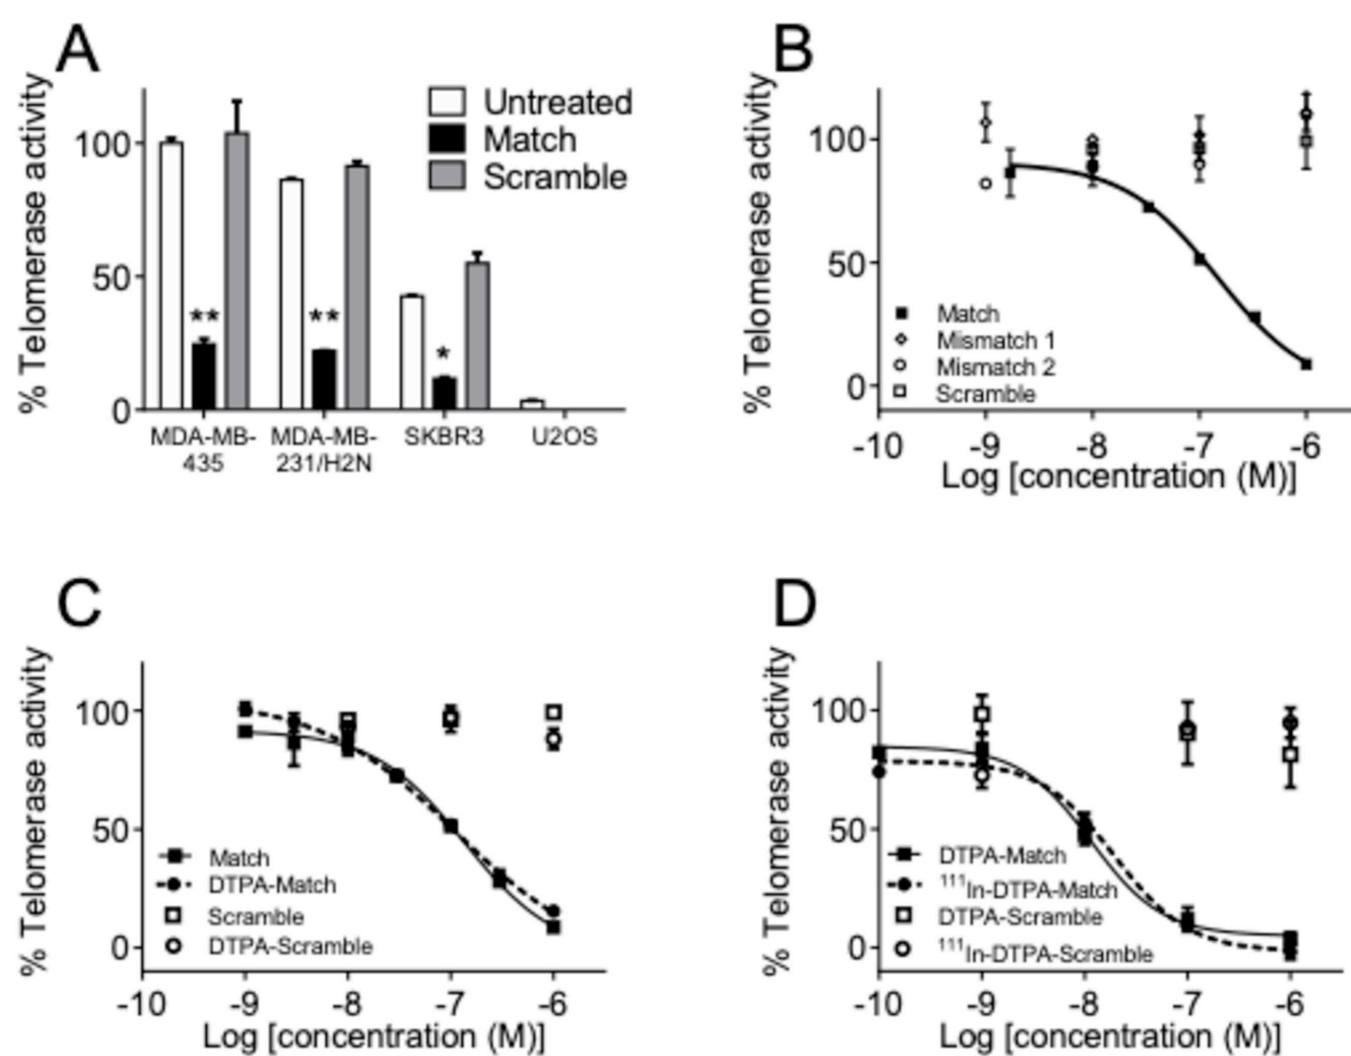 A
% Telomerase activity
100
50
0
Untreated
Match
Scramble
**
**
*
MDA-MB-
435
MDA-MB-
231/H2N
SKBR3
U2OS
B
% Telomerase activity
100
50
0
Match
Mismatch 1
Mismatch 2
Scramble
-10 -9 -8 -7 -6
Log [concentration (M)]
C
% Telomerase activity
100
50
0
Match
DTPA-Match
Scramble
DTPA-Scramble
-10 -9 -8 -7 -6
Log [concentration (M)]
D
% Telomerase activity
100
50
0
DTPA-Match
¹¹¹In-DTPA-Match
DTPA-Scramble
¹¹¹In-DTPA-Scramble
-10 -9 -8 -7 -6
Log [concentration (M)]